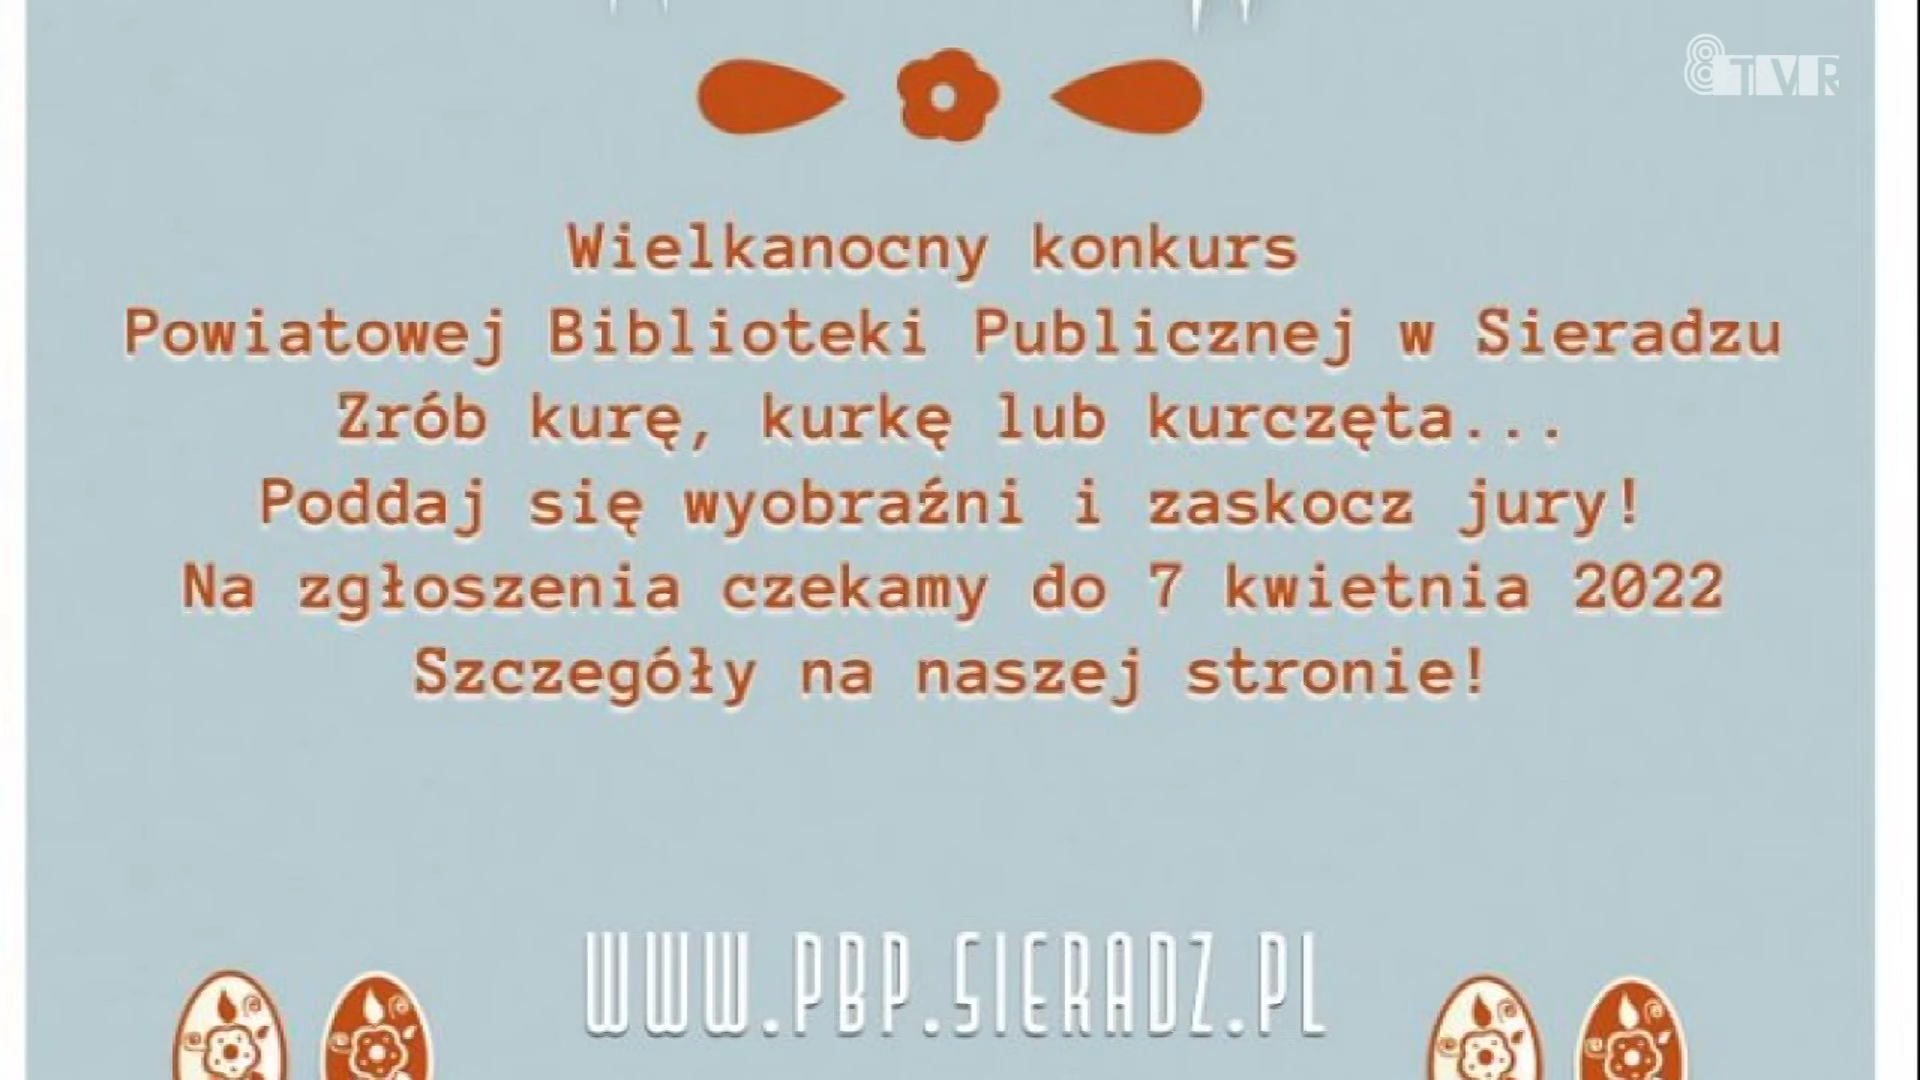 8TVR
Wielkanocny konkurs
Powiatowej Biblioteki Publicznej w Sieradzu
Zrób kurę, kurkę lub kurczęta...
Poddaj się wyobraźni i zaskocz jury!
Na zgłoszenia czekamy do 7 kwietnia 2022
Szczegóły na naszej stronie!
WWW.PBP.SIERADZ.PL